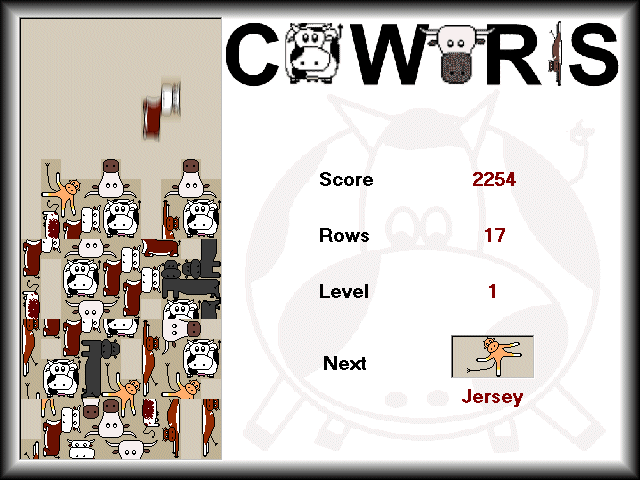 COWTRIS
Score 2254
Rows 17
Level 1
Next
Jersey